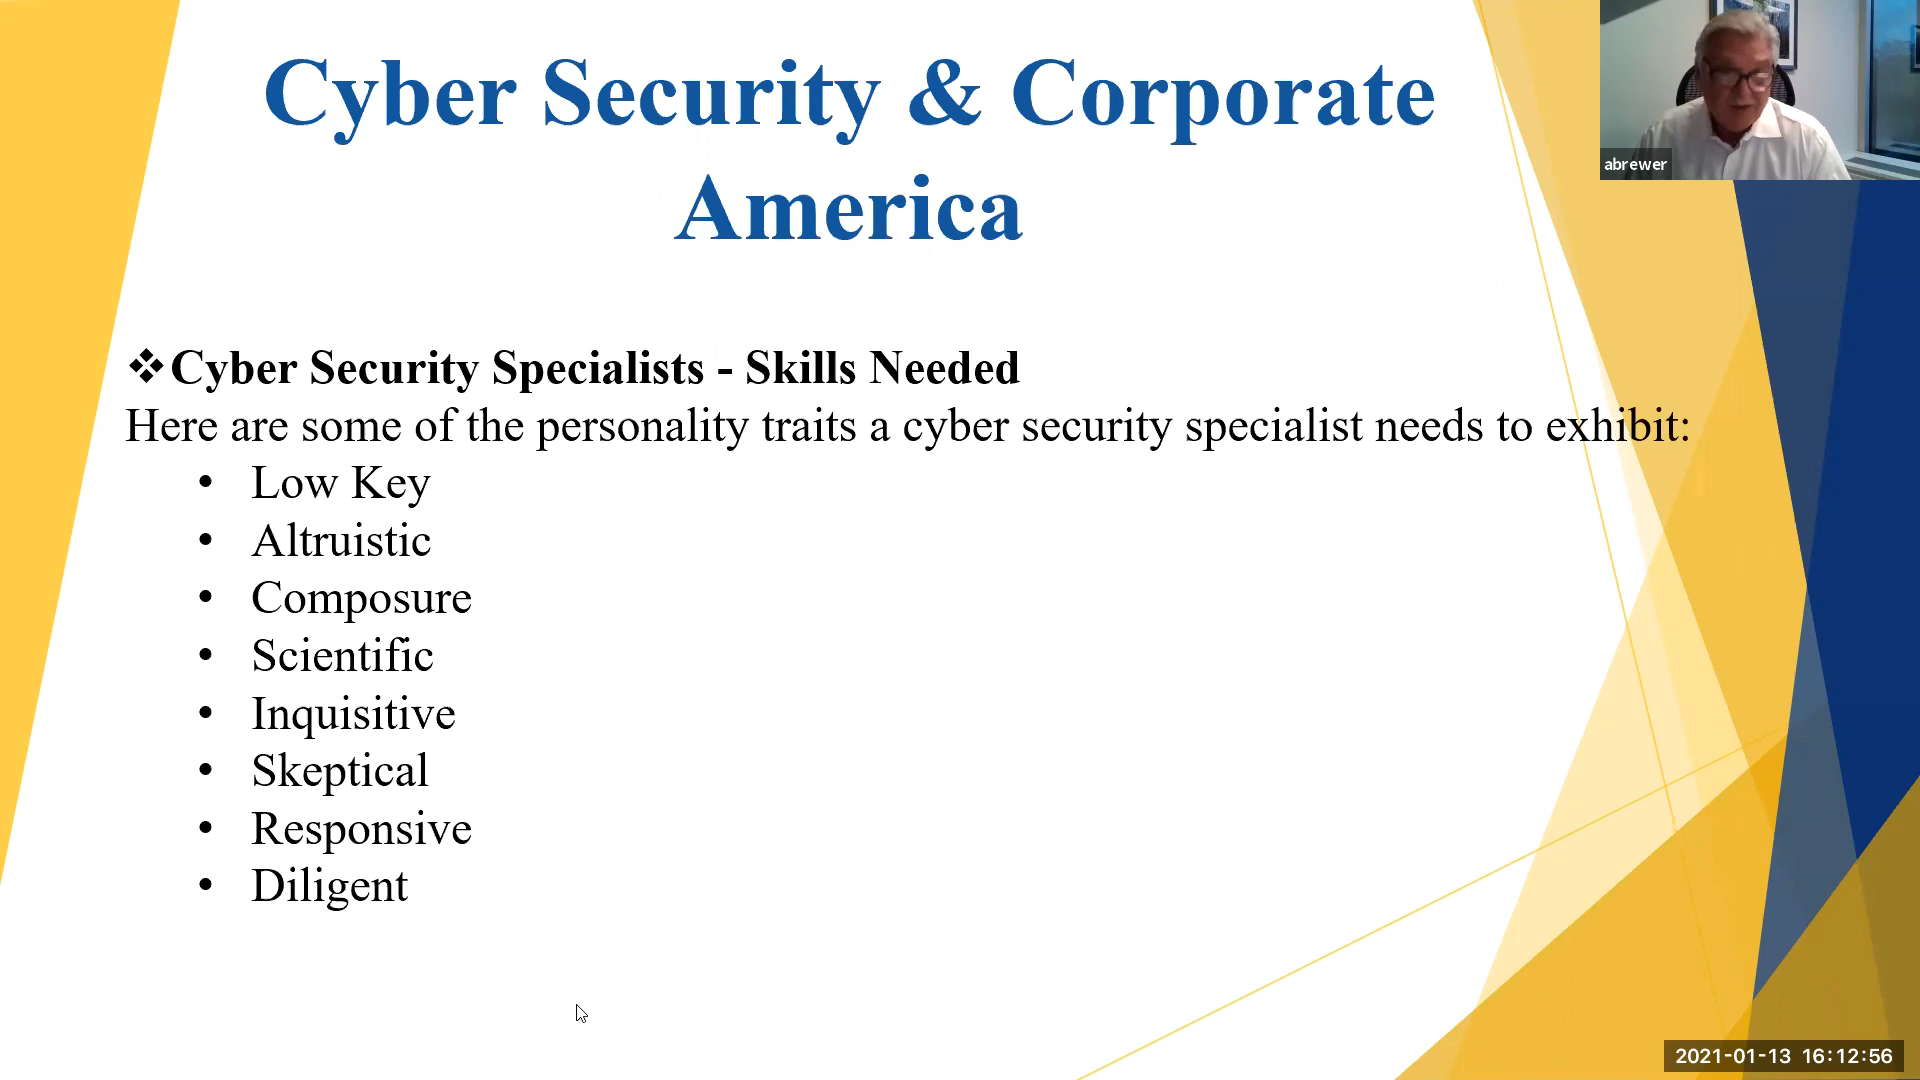 Cyber Security & Corporate
America
abrewer
❖Cyber Security Specialists - Skills Needed
Here are some of the personality traits a cyber security specialist needs to exhibit:
• Low Key
• Altruistic
• Composure
• Scientific
• Inquisitive
• Skeptical
• Responsive
• Diligent
2021-01-13 16:12:56